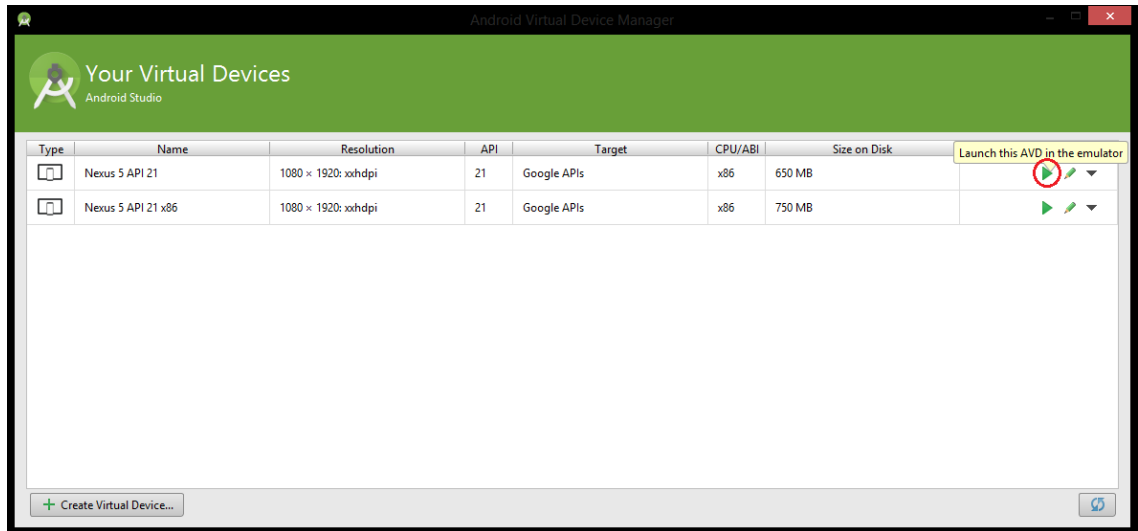 Android Virtual Device Manager
Your Virtual Devices
Android Studio
Type Name Resolution API Target CPU/ABI Size on Disk
Launch this AVD in the emulator
Nexus 5 API 21 1080 × 1920: xxhdpi 21 Google APIs x86 650 MB
Nexus 5 API 21 x86 1080 × 1920: xxhdpi 21 Google APIs x86 750 MB
Create Virtual Device...